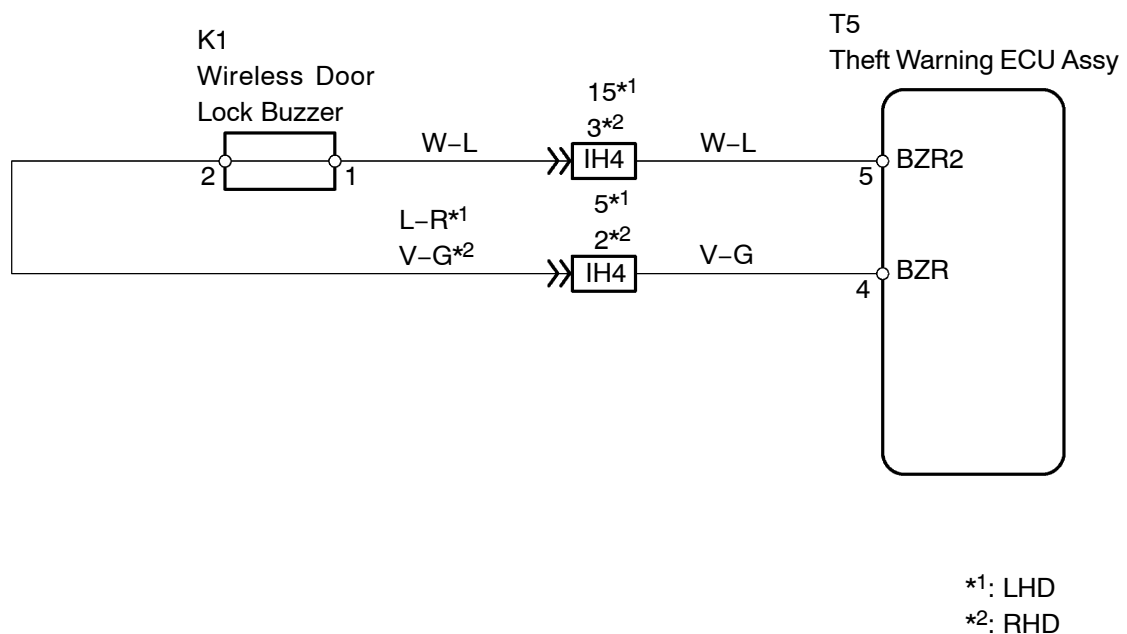 K1
Wireless Door
Lock Buzzer
T5
Theft Warning ECU Assy
15*1
3*2
W–L
IH4
W–L
2
1
5
BZR2
L–R*1
V–G*2
5*1
2*2
IH4
V–G
4
BZR
*1: LHD
*2: RHD